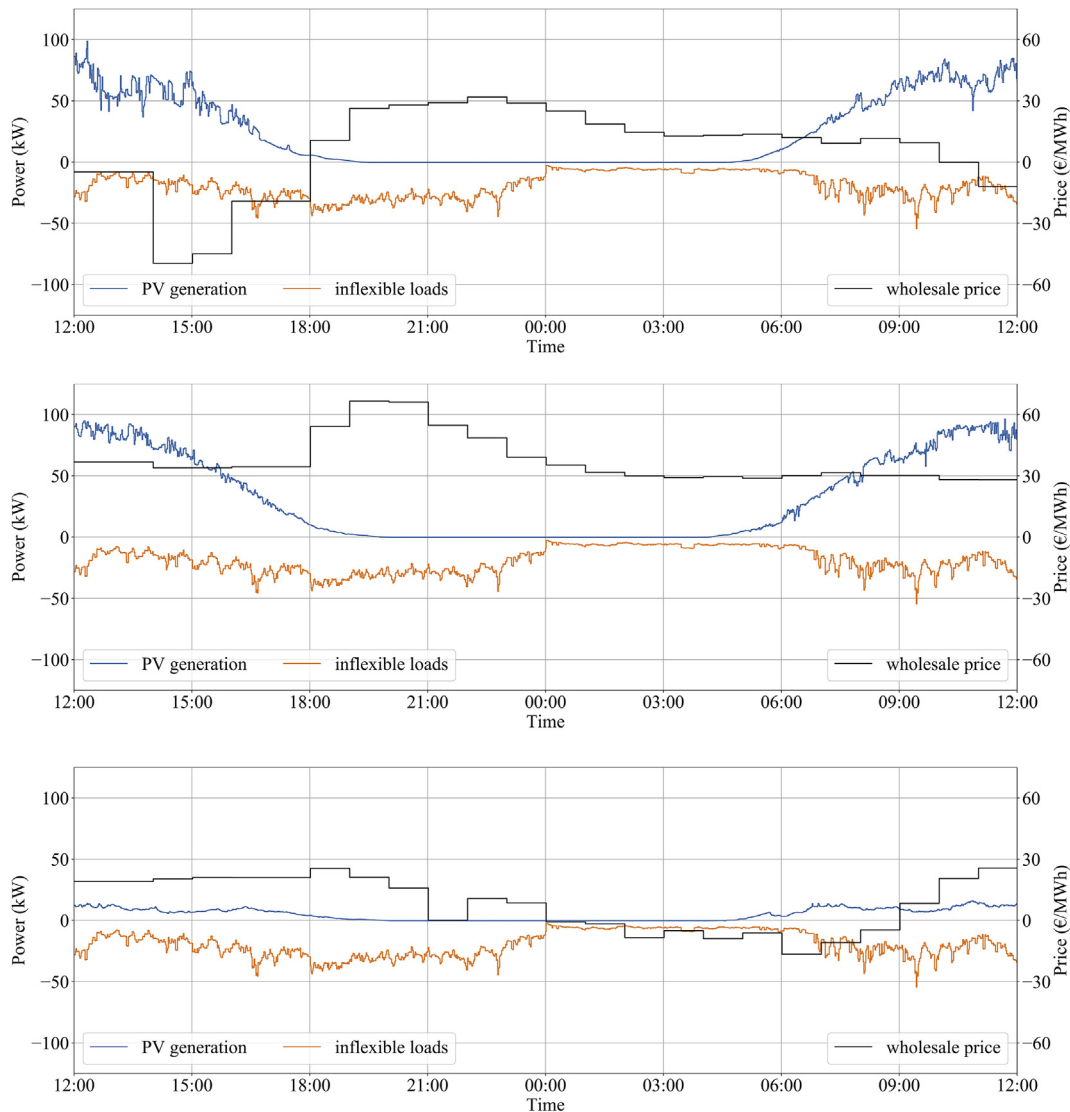 100
50
0
−50
−100
Power (kW)
60
30
0
−30
−60
Price (€/MWh)
PV generation
inflexible loads
wholesale price
12:00 15:00 18:00 21:00 00:00 03:00 06:00 09:00 12:00
Time
100
50
0
−50
−100
Power (kW)
60
30
0
−30
−60
Price (€/MWh)
PV generation
inflexible loads
wholesale price
12:00 15:00 18:00 21:00 00:00 03:00 06:00 09:00 12:00
Time
100
50
0
−50
−100
Power (kW)
60
30
0
−30
−60
Price (€/MWh)
PV generation
inflexible loads
wholesale price
12:00 15:00 18:00 21:00 00:00 03:00 06:00 09:00 12:00
Time